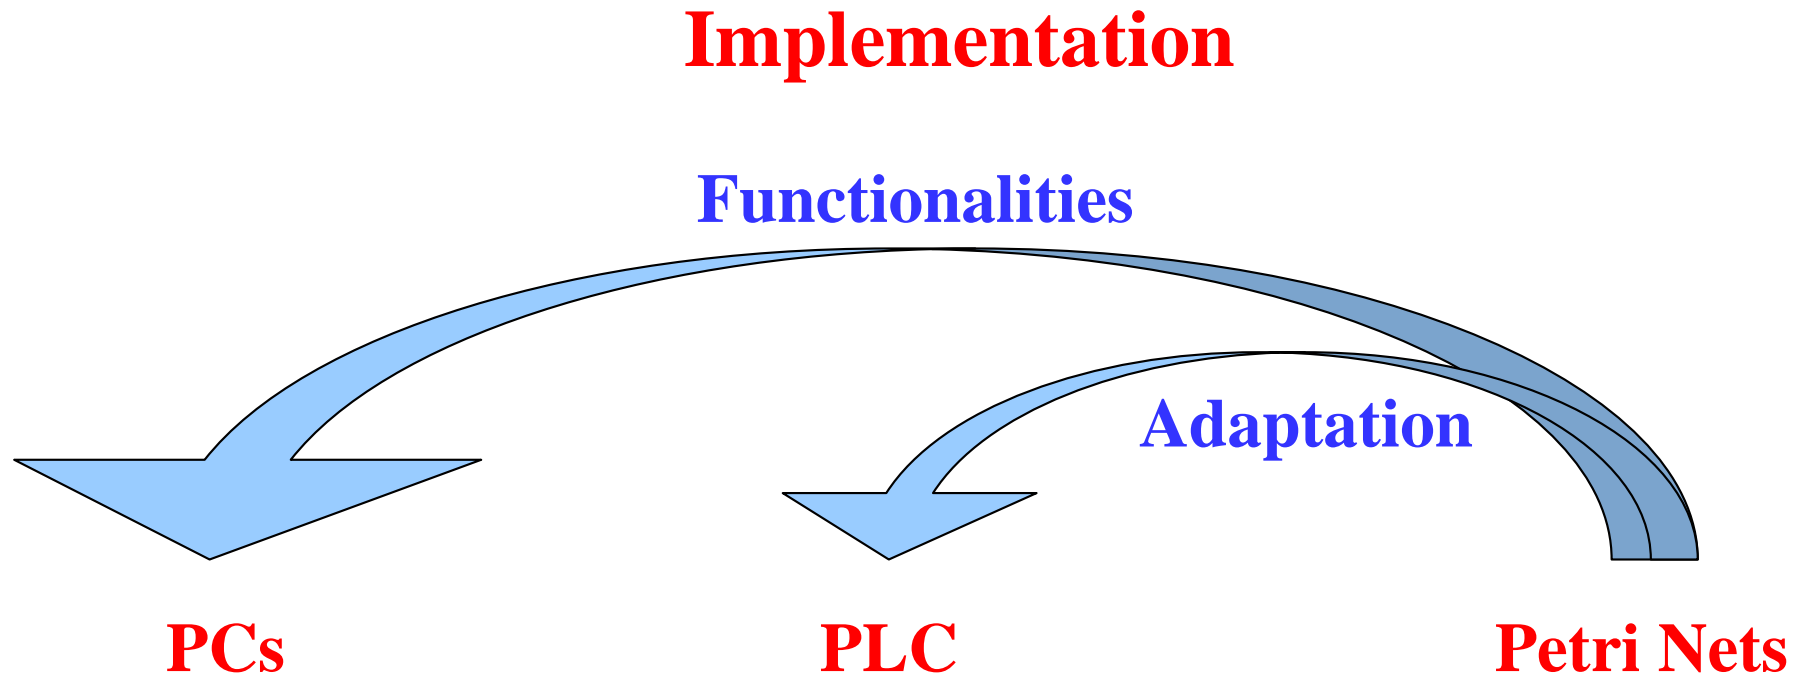 Implementation
Functionalities
Adaptation
PCs
PLC
Petri Nets